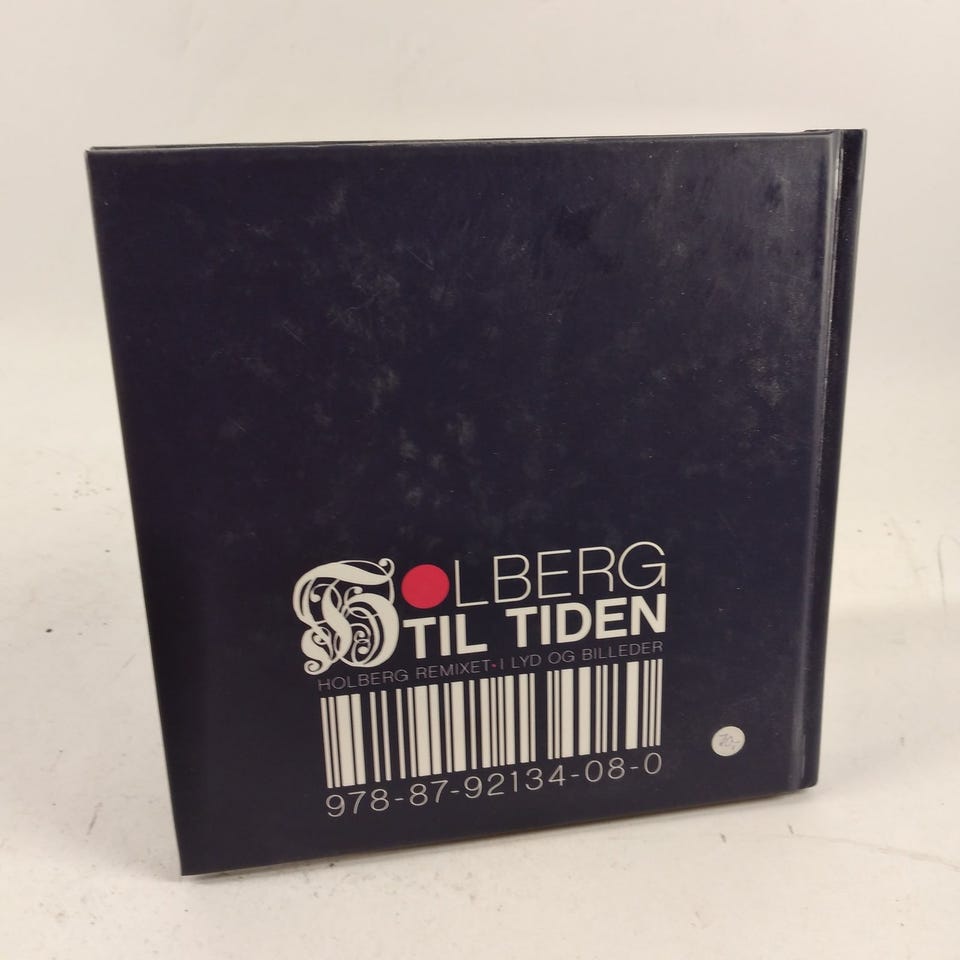 HOLBERG
TIL TIDEN
HOLBERG REMIXET · I LYD OG BILLEDER
978-87-92134-08-0